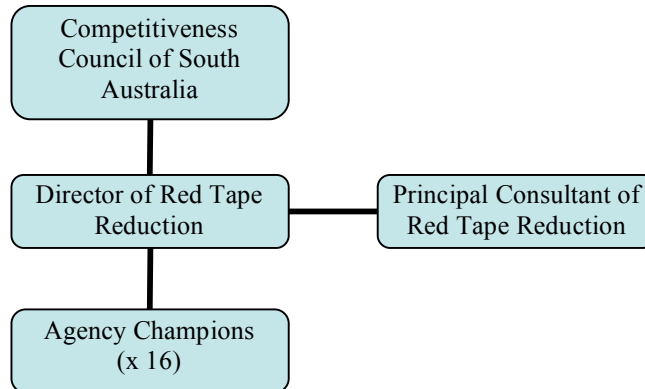 Competitiveness
Council of South
Australia
Director of Red Tape
Reduction
Principal Consultant of
Red Tape Reduction
Agency Champions
(x 16)